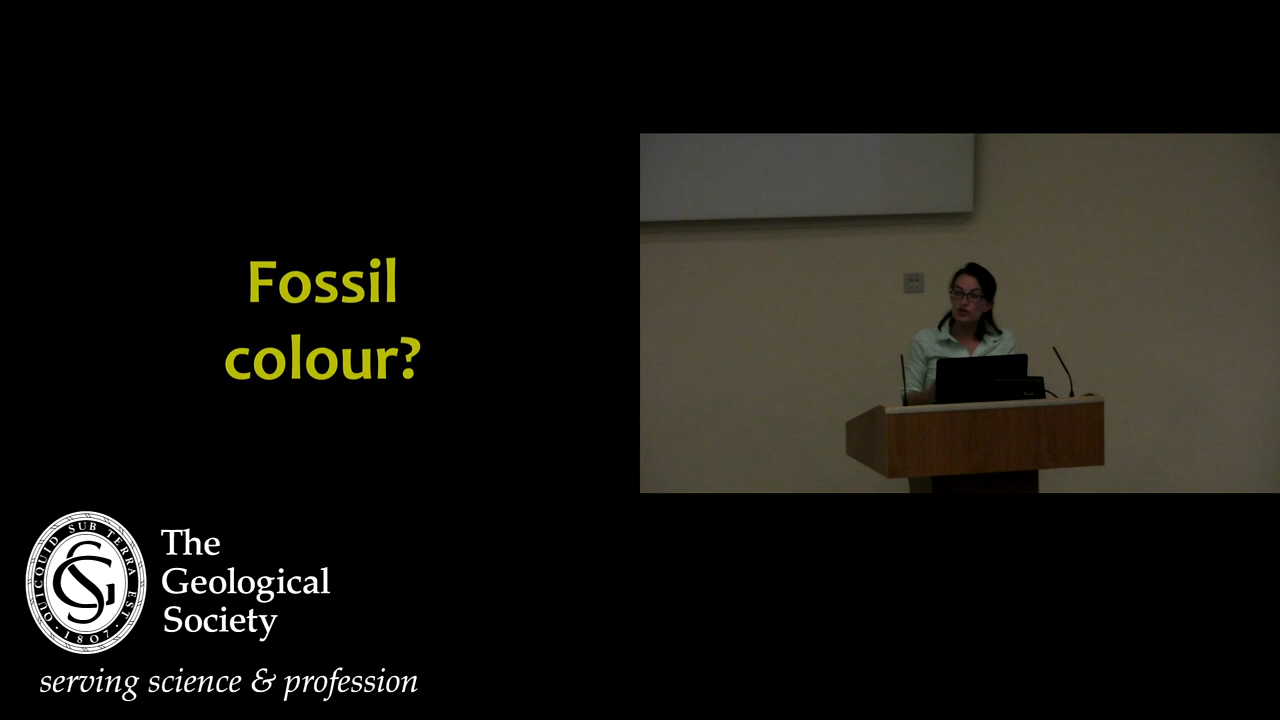 Fossil
colour?
QUICQUID SUB TERRA EST
· 1807 ·
The
Geological
Society
serving science & profession